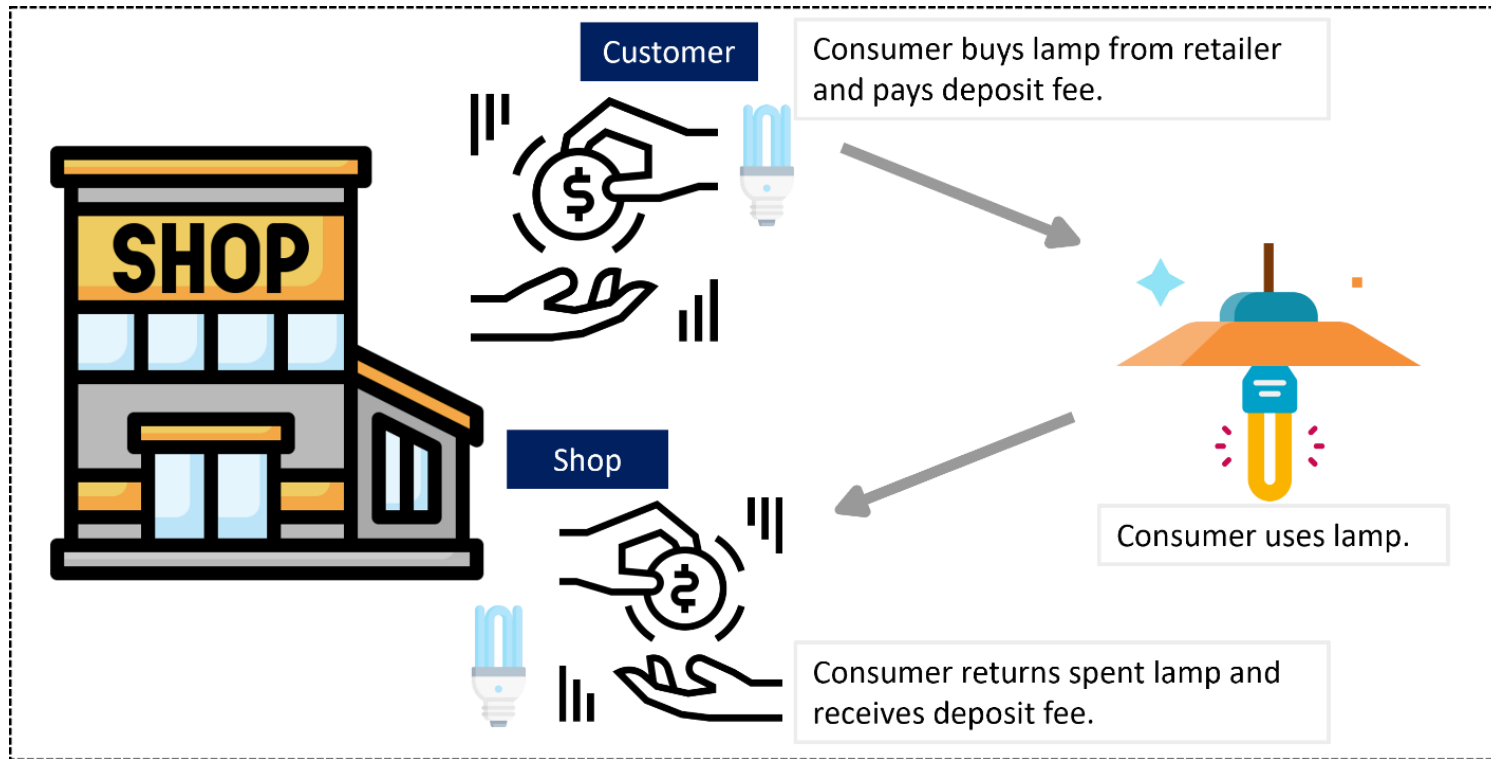 Customer
Consumer buys lamp from retailer
and pays deposit fee.
$
SHOP
Shop
Consumer uses lamp.
Consumer returns spent lamp and
receives deposit fee.